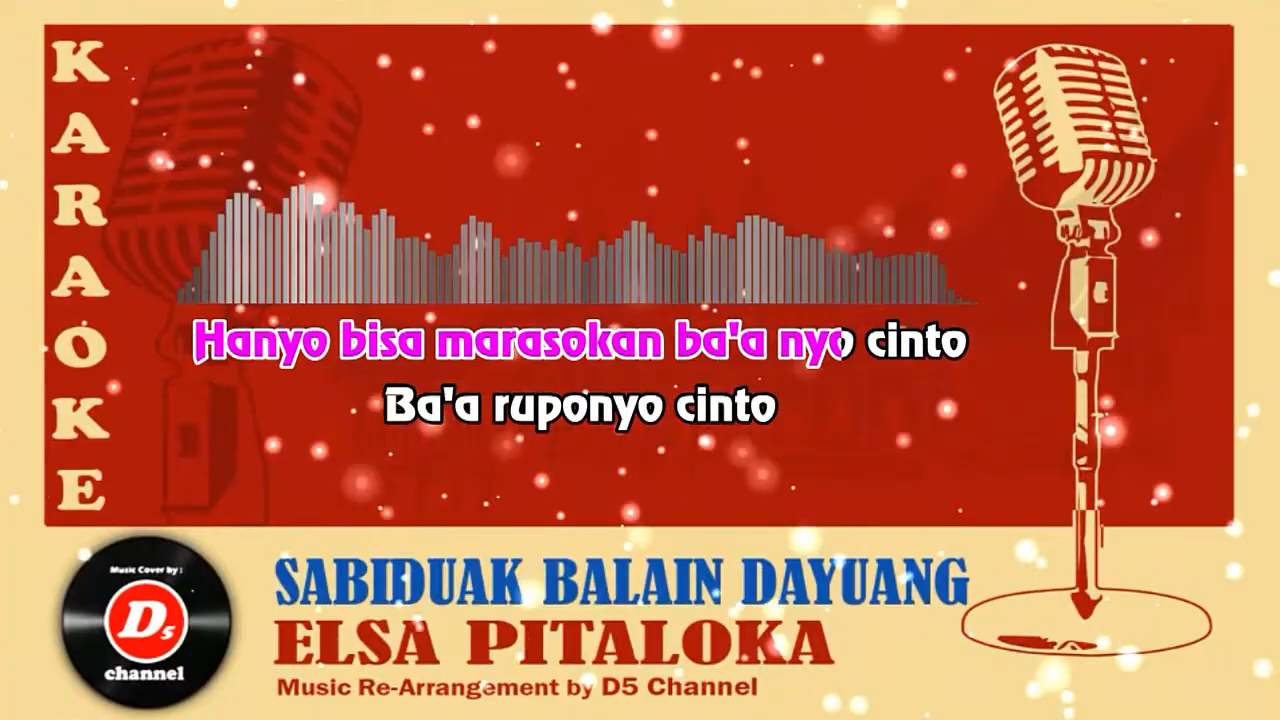 KARAOKE
Hanyo bisa marasokan ba'a nyo cinto
Ba'a ruponyo cinto
Music Cover by :
D5
channel
SABIDUAK BALAIN DAYUANG
ELSA PITALOKA
Music Re-Arrangement by D5 Channel